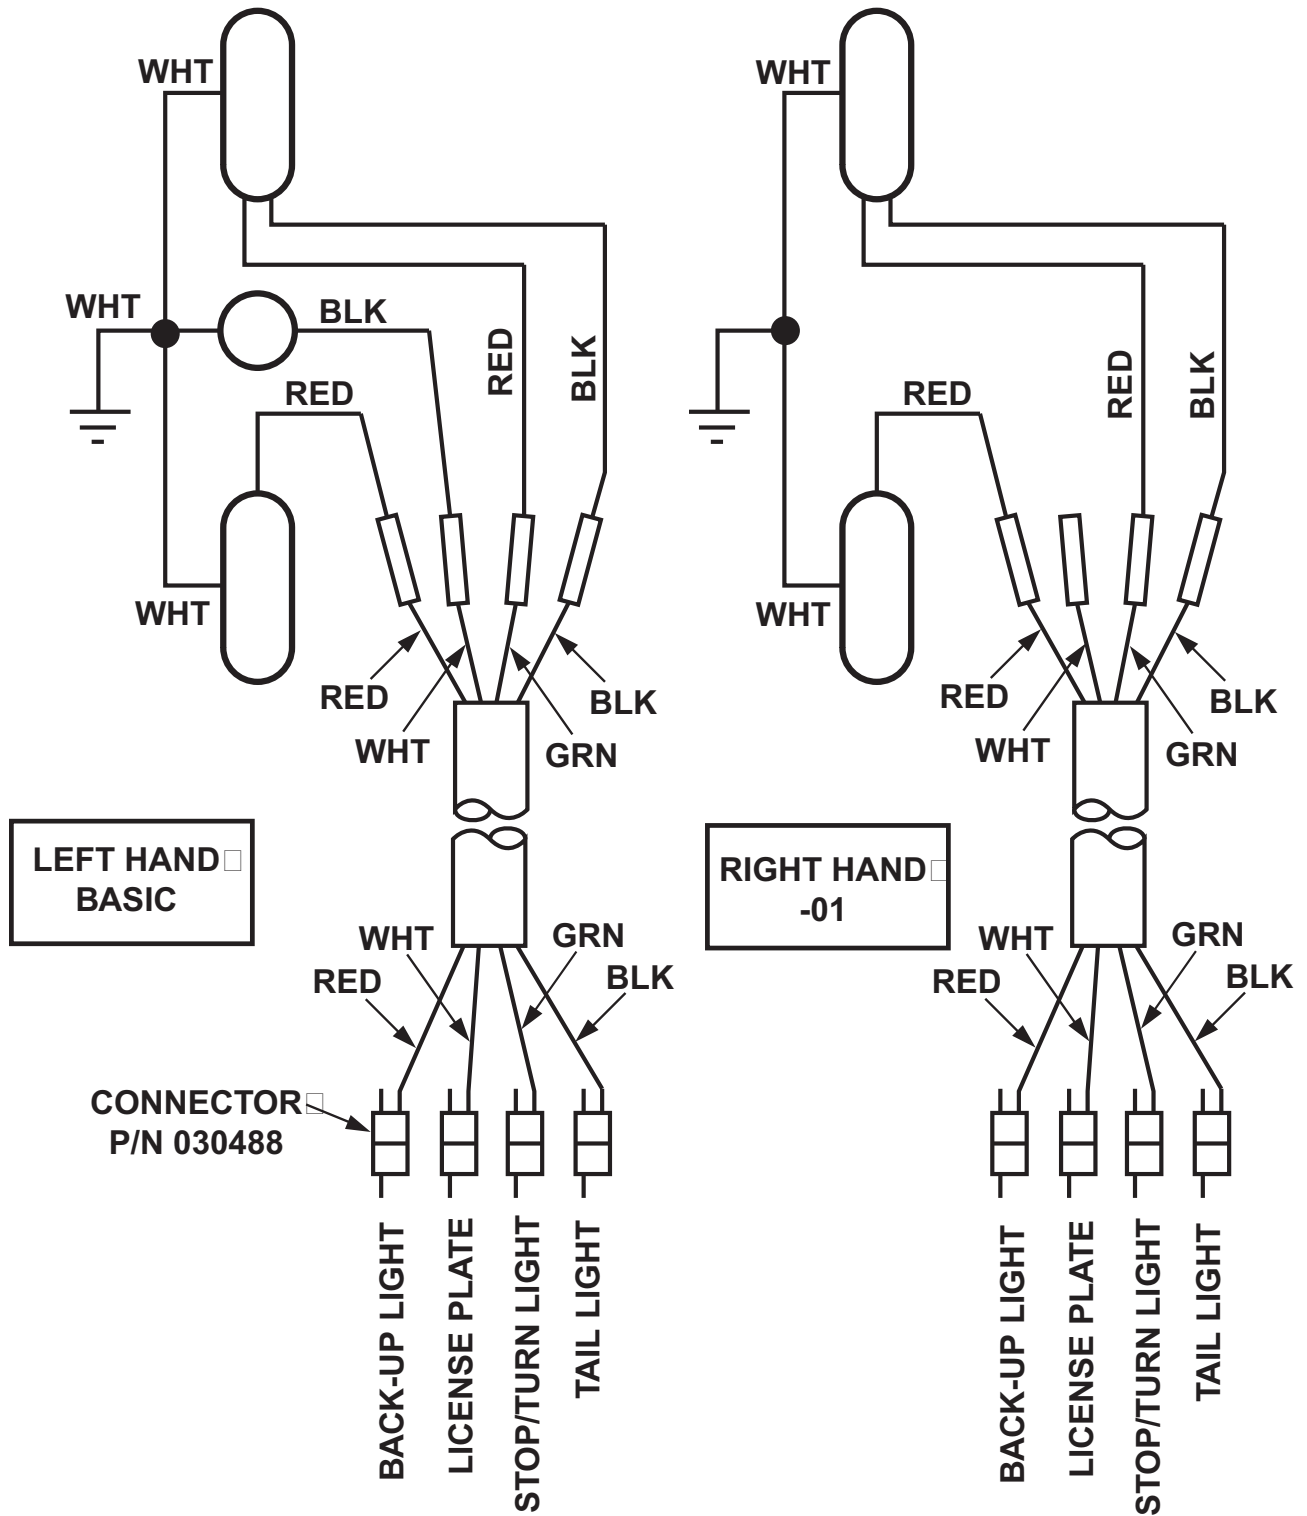 WHT
WHT
BLK
RED
RED
BLK
WHT
RED
WHT
GRN
BLK
LEFT HAND
BASIC
WHT
GRN
RED
BLK
CONNECTOR
P/N 030488
BACK-UP LIGHT
LICENSE PLATE
STOP/TURN LIGHT
TAIL LIGHT
WHT
RED
RED
BLK
WHT
RED
WHT
GRN
BLK
RIGHT HAND
-01
WHT
GRN
RED
BLK
BACK-UP LIGHT
LICENSE PLATE
STOP/TURN LIGHT
TAIL LIGHT